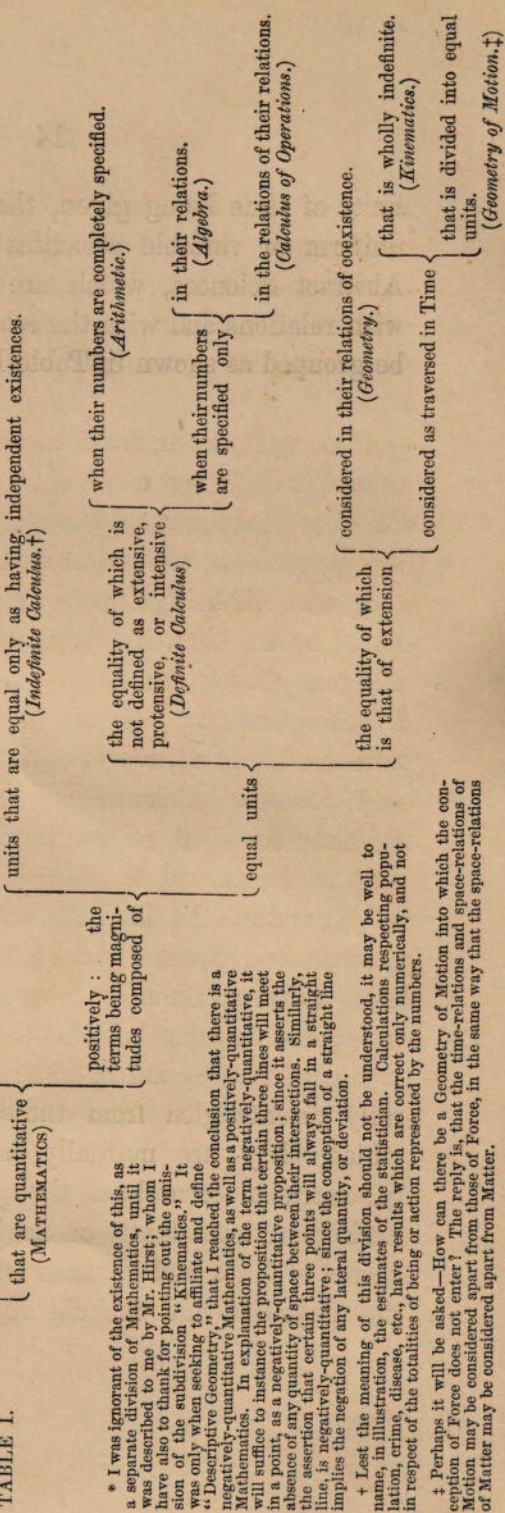 TABLE I.
that are quantitative
(MATHEMATICS)
positively : the
terms being magni-
tudes composed of
units that are equal only as having independent existences.
(Indefinite Calculus.†)
equal units
the equality of which is
not defined as extensive,
protensive, or intensive
(Definite Calculus)
when their numbers are completely specified.
(Arithmetic.)
when their numbers
are specified only
in their relations.
(Algebra.)
in the relations of their relations.
(Calculus of Operations.)
the equality of which
is that of extension
considered in their relations of coexistence.
(Geometry.)
considered as traversed in Time
that is wholly indefinite.
(Kinematics.)
that is divided into equal
units.
(Geometry of Motion.‡)
* I was ignorant of the existence of this, as
a separate division of Mathematics, until it
was described to me by Mr. Hirst; whom I
have also to thank for pointing out the omis-
sion of the subdivision “Kinematics.” It
was only when seeking to affiliate and define
“Descriptive Geometry,” that I reached the conclusion that there is a
negatively-quantitative Mathematics, as well as a positively-quantitative
Mathematics. In explanation of the term negatively-quantitative, it
will suffice to instance the proposition that certain three lines will meet
in a point, as a negatively-quantitative proposition; since it asserts the
absence of any quantity of space between their intersections. Similarly,
the assertion that certain three points will always fall in a straight
line, is negatively-quantitative; since the conception of a straight line
implies the negation of any lateral quantity, or deviation.
† Lest the meaning of this division should not be understood, it may be well to
name, in illustration, the estimates of the statistician. Calculations respecting popu-
lation, crime, disease, etc., have results which are correct only numerically, and not
in respect of the totalities of being or action represented by the numbers.
‡ Perhaps it will be asked—How can there be a Geometry of Motion into which the con-
ception of Force does not enter? The reply is, that the time-relations and space-relations of
Motion may be considered apart from those of Force, in the same way that the space-relations
of Matter may be considered apart from Matter.